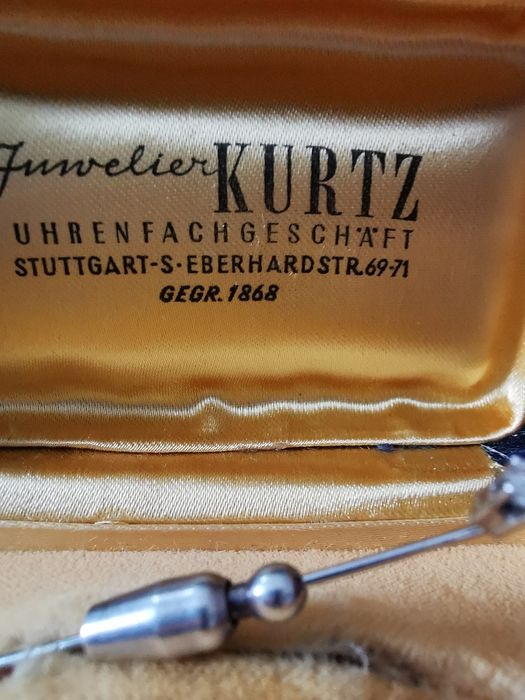 Juwelier KURTZ
UHRENFACHGESCHÄFT
STUTTGART-S·EBERHARDSTR.69-71
GEGR. 1868